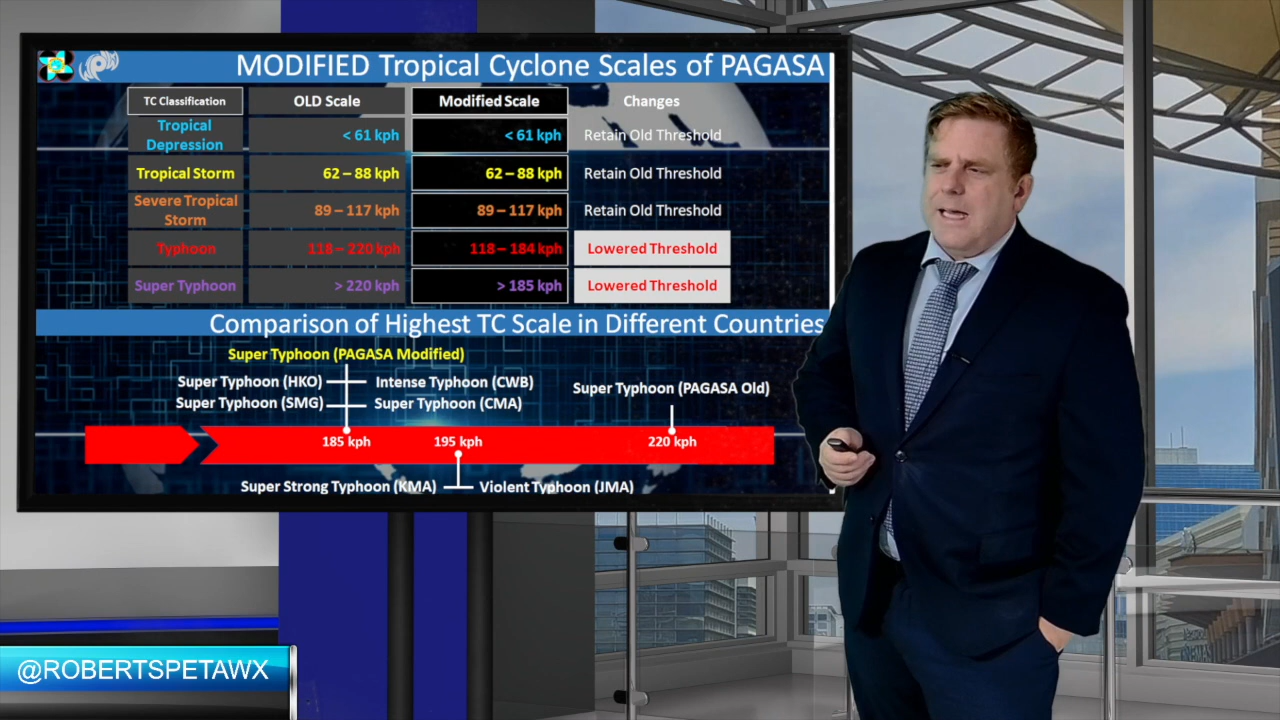 MODIFIED Tropical Cyclone Scales of PAGASA
TC Classification OLD Scale Modified Scale Changes
Tropical Depression < 61 kph < 61 kph Retain Old Threshold
Tropical Storm 62 – 88 kph 62 – 88 kph Retain Old Threshold
Severe Tropical Storm 89 – 117 kph 89 – 117 kph Retain Old Threshold
Typhoon 118 – 220 kph 118 – 184 kph Lowered Threshold
Super Typhoon > 220 kph > 185 kph Lowered Threshold
Comparison of Highest TC Scale in Different Countries
Super Typhoon (PAGASA Modified)
Super Typhoon (HKO) Intense Typhoon (CWB) Super Typhoon (PAGASA Old)
Super Typhoon (SMG) Super Typhoon (CMA)
185 kph 195 kph 220 kph
Super Strong Typhoon (KMA) Violent Typhoon (JMA)
@ROBERTSPETAWX